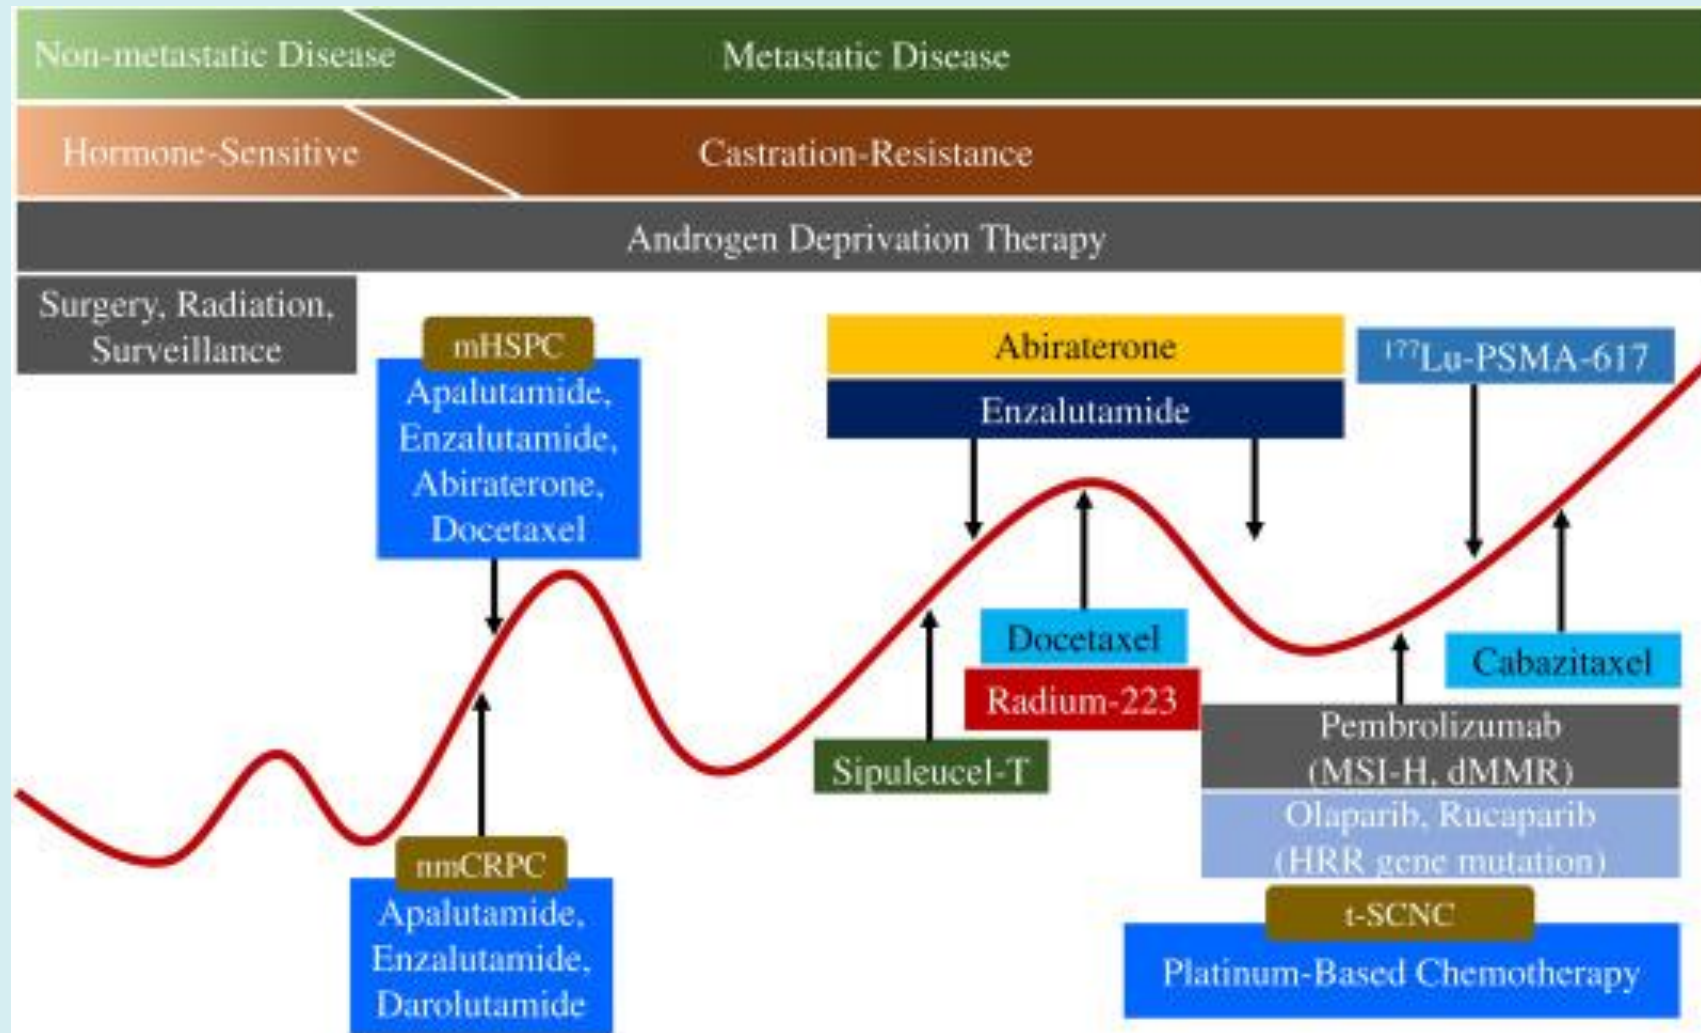 Non-metastatic Disease
Metastatic Disease
Hormone-Sensitive
Castration-Resistance
Androgen Deprivation Therapy
Surgery, Radiation,
Surveillance
mHSPC
Apalutamide,
Enzalutamide,
Abiraterone,
Docetaxel
Abiraterone
Enzalutamide
¹⁷⁷Lu-PSMA-617
Docetaxel
Radium-223
Sipuleucel-T
Cabazitaxel
Pembrolizumab
(MSI-H, dMMR)
Olaparib, Rucaparib
(HRR gene mutation)
nmCRPC
Apalutamide,
Enzalutamide,
Darolutamide
t-SCNC
Platinum-Based Chemotherapy